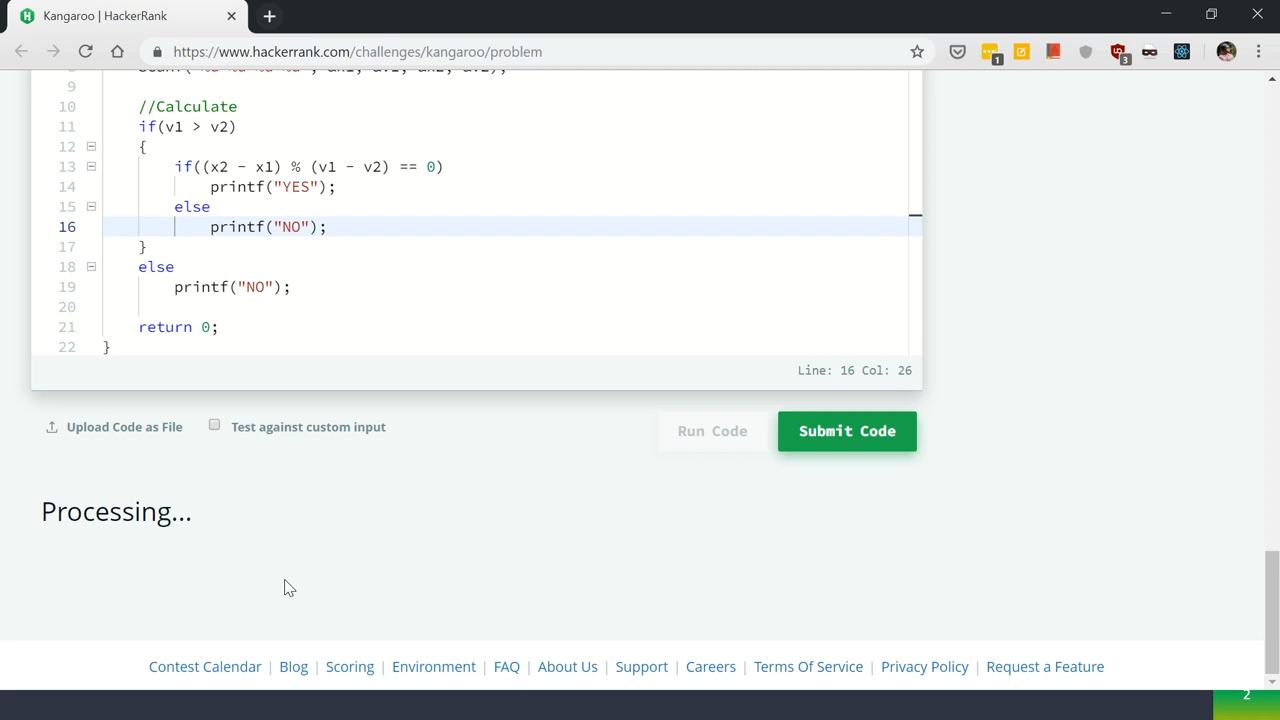 Kangaroo | HackerRank
https://www.hackerrank.com/challenges/kangaroo/problem
1
3
9
10 //Calculate
11 if(v1 > v2)
12 {
13 if((x2 - x1) % (v1 - v2) == 0)
14 printf("YES");
15 else
16 printf("NO");
17 }
18 else
19 printf("NO");
20
21 return 0;
22 }
Line: 16 Col: 26
Upload Code as File Test against custom input Run Code Submit Code
Processing...
Contest Calendar | Blog | Scoring | Environment | FAQ | About Us | Support | Careers | Terms Of Service | Privacy Policy | Request a Feature
2